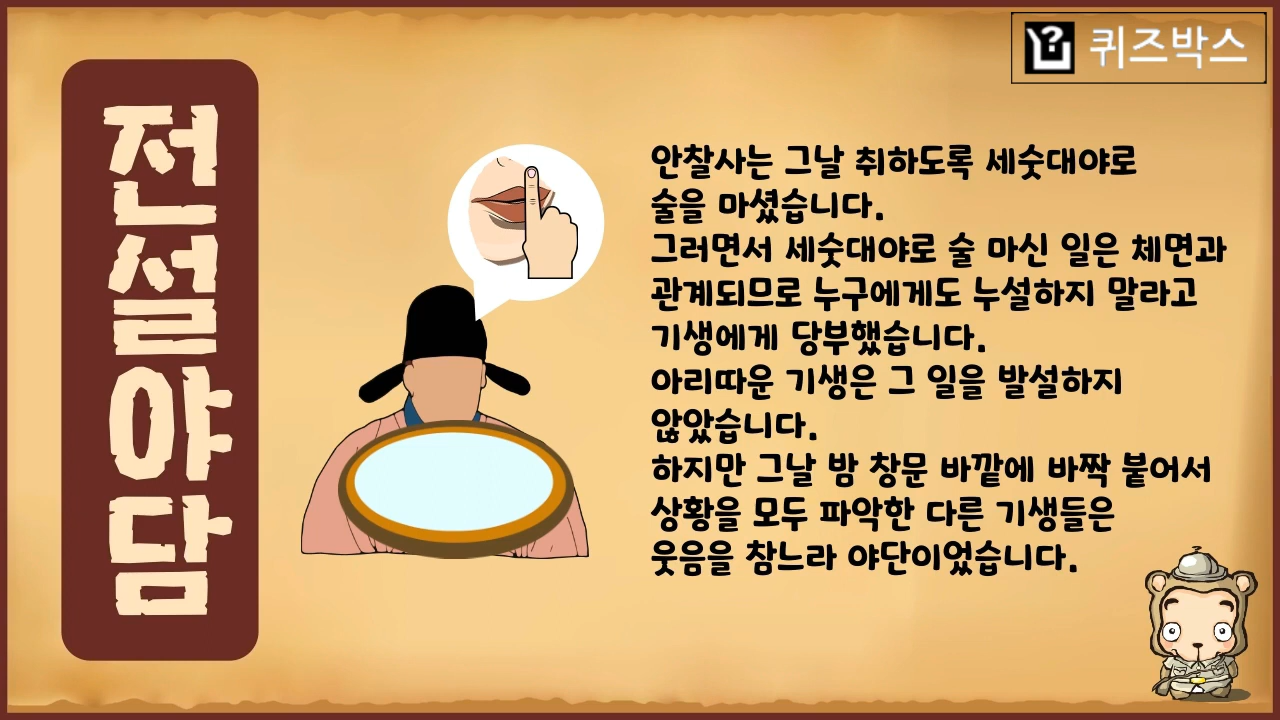 퀴즈박스
전설야담
안찰사는 그날 취하도록 세숫대야로
술을 마셨습니다.
그러면서 세숫대야로 술 마신 일은 체면과
관계되므로 누구에게도 누설하지 말라고
기생에게 당부했습니다.
아리따운 기생은 그 일을 발설하지
않았습니다.
하지만 그날 밤 창문 바깥에 바짝 붙어서
상황을 모두 파악한 다른 기생들은
웃음을 참느라 야단이었습니다.